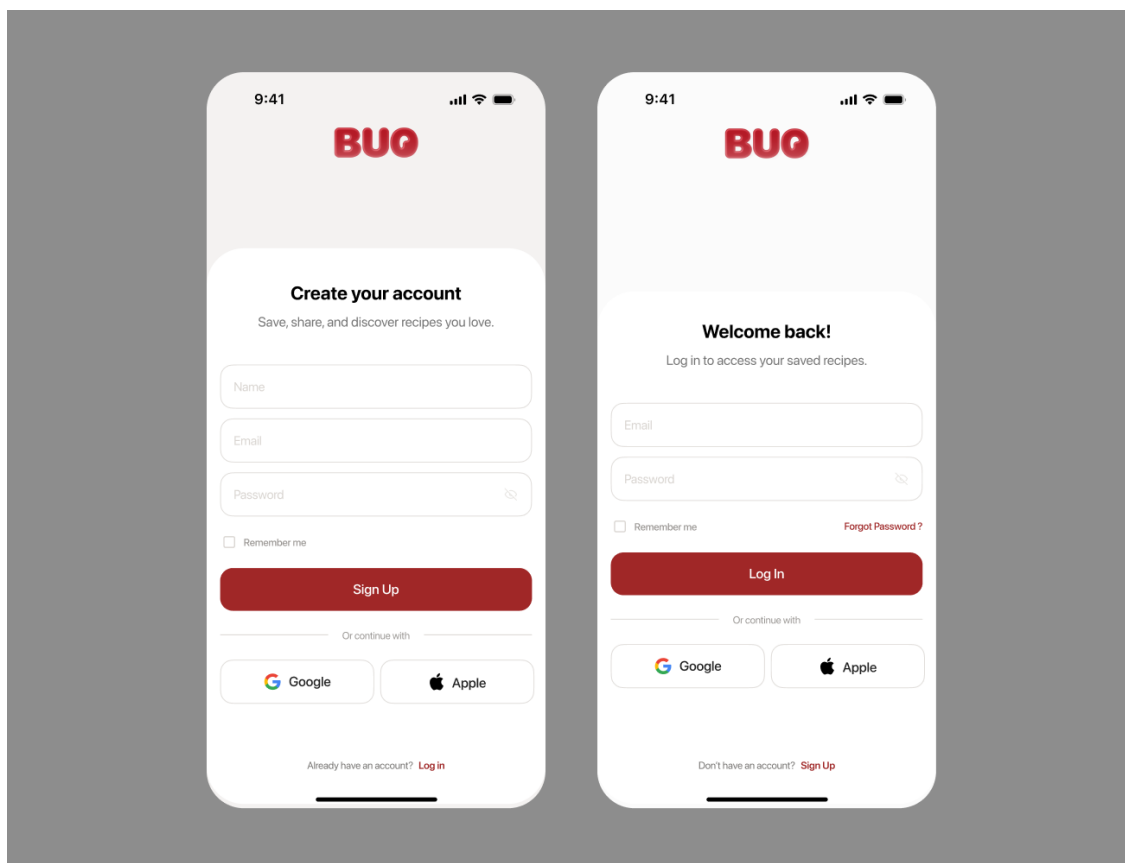 9:41
BUQ
Create your account
Save, share, and discover recipes you love.
Name
Email
Password
Remember me
Sign Up
Or continue with
Google
Apple
Already have an account? Log in
9:41
BUQ
Welcome back!
Log in to access your saved recipes.
Email
Password
Remember me
Forgot Password ?
Log In
Or continue with
Google
Apple
Don't have an account? Sign Up